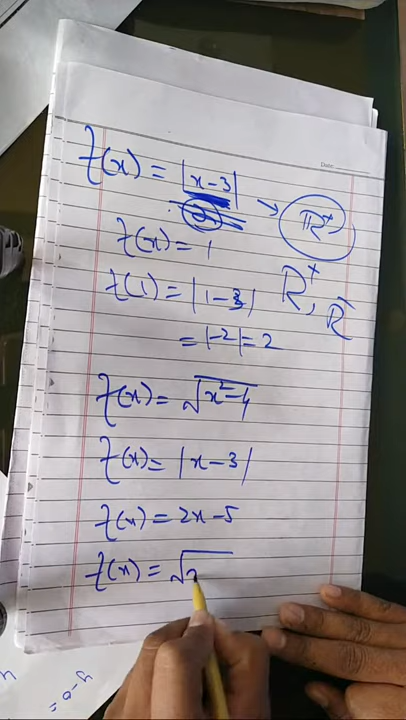 f(x) = |x-3| → R⁺
f(x) = 1
f(1) = |1-3| R⁺, R⁻
= |-2| = 2
f(x) = √x²-4
f(x) = |x-3|
f(x) = 2x-5
f(x) = √